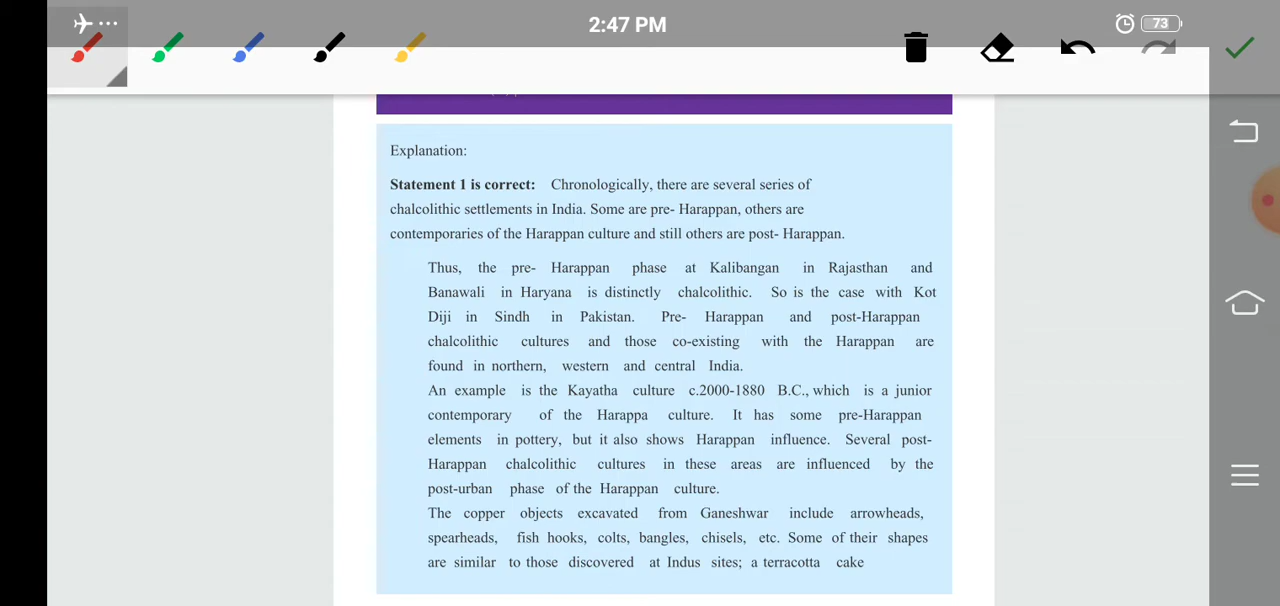 2:47 PM
73
Explanation:
Statement 1 is correct: Chronologically, there are several series of
chalcolithic settlements in India. Some are pre- Harappan, others are
contemporaries of the Harappan culture and still others are post- Harappan.
Thus, the pre- Harappan phase at Kalibangan in Rajasthan and
Banawali in Haryana is distinctly chalcolithic. So is the case with Kot
Diji in Sindh in Pakistan. Pre- Harappan and post-Harappan
chalcolithic cultures and those co-existing with the Harappan are
found in northern, western and central India.
An example is the Kayatha culture c.2000-1880 B.C., which is a junior
contemporary of the Harappa culture. It has some pre-Harappan
elements in pottery, but it also shows Harappan influence. Several post-
Harappan chalcolithic cultures in these areas are influenced by the
post-urban phase of the Harappan culture.
The copper objects excavated from Ganeshwar include arrowheads,
spearheads, fish hooks, colts, bangles, chisels, etc. Some of their shapes
are similar to those discovered at Indus sites; a terracotta cake